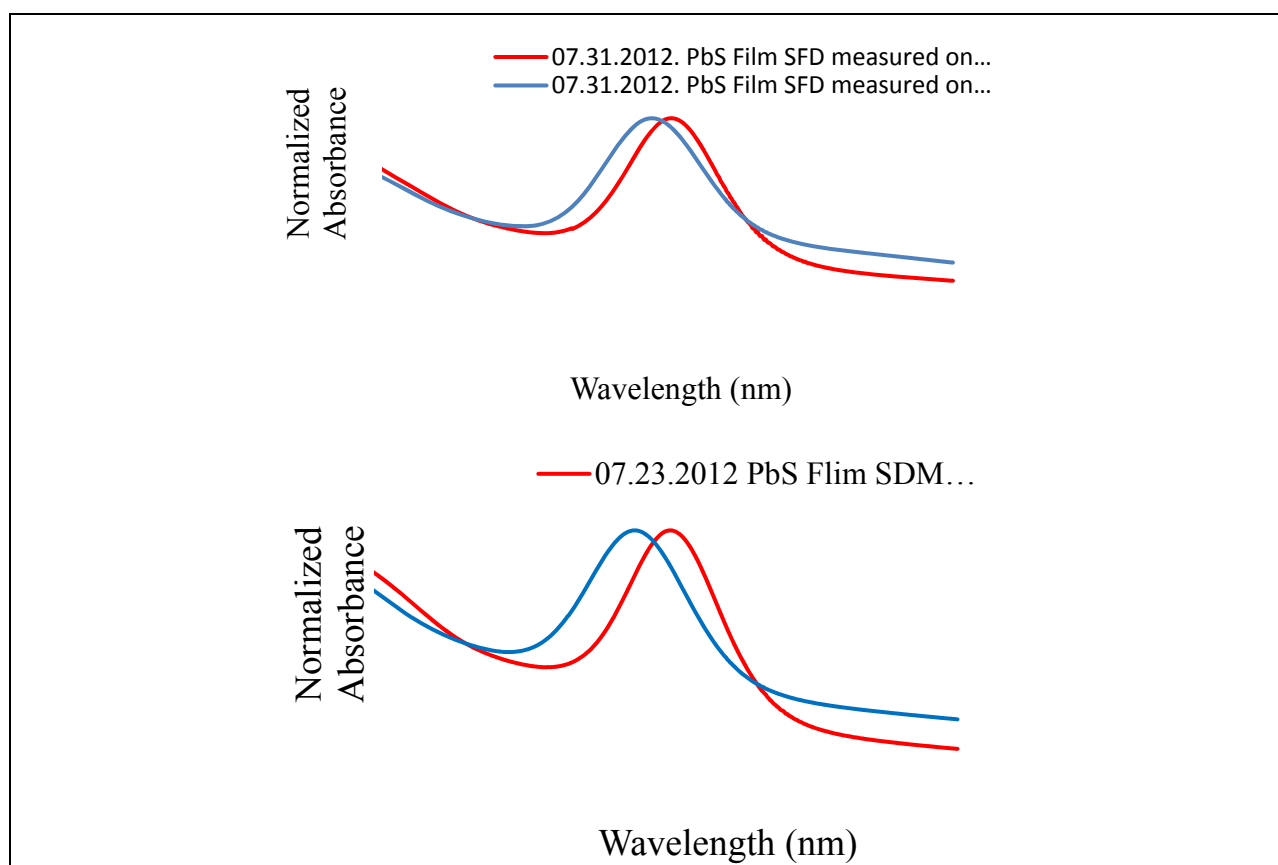 07.31.2012. PbS Film SFD measured on…
07.31.2012. PbS Film SFD measured on…
Normalized
Absorbance
Wavelength (nm)
07.23.2012 PbS Flim SDM…
Normalized
Absorbance
Wavelength (nm)